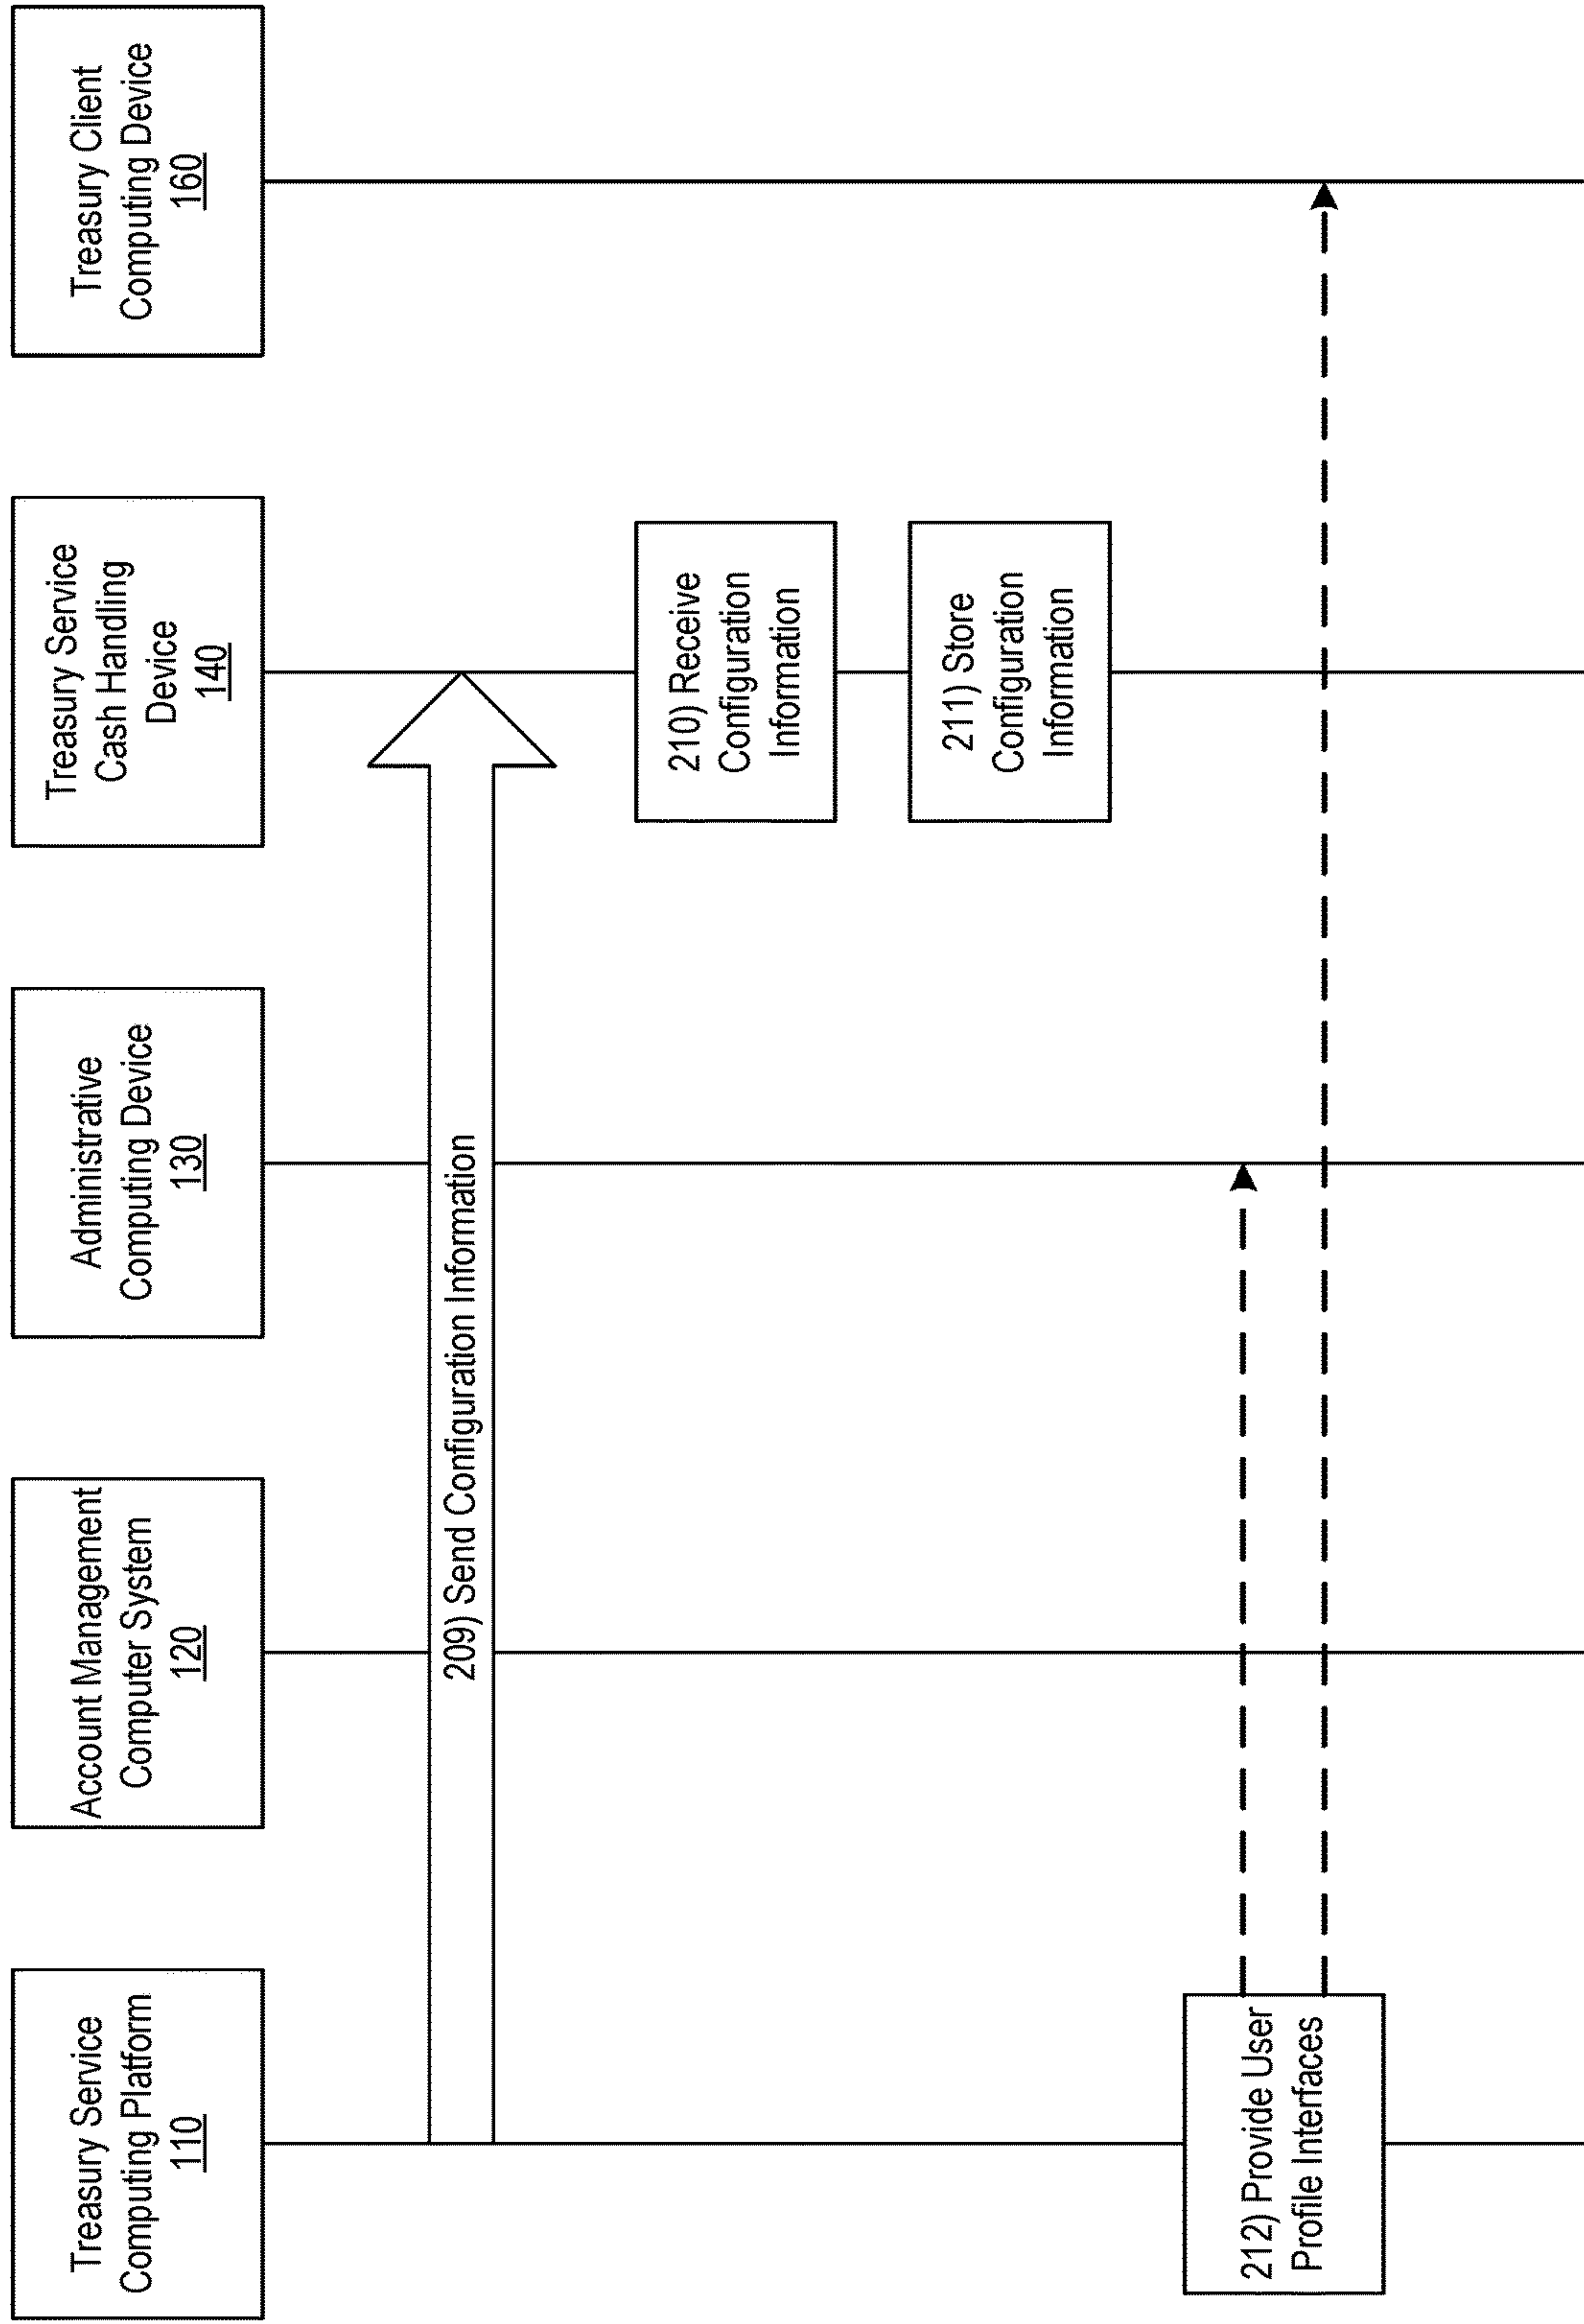 Treasury Service
Computing Platform
110
Account Management
Computer System
120
Administrative
Computing Device
130
Treasury Service
Cash Handling
Device
140
Treasury Client
Computing Device
160
209) Send Configuration Information
210) Receive
Configuration
Information
211) Store
Configuration
Information
212) Provide User
Profile Interfaces